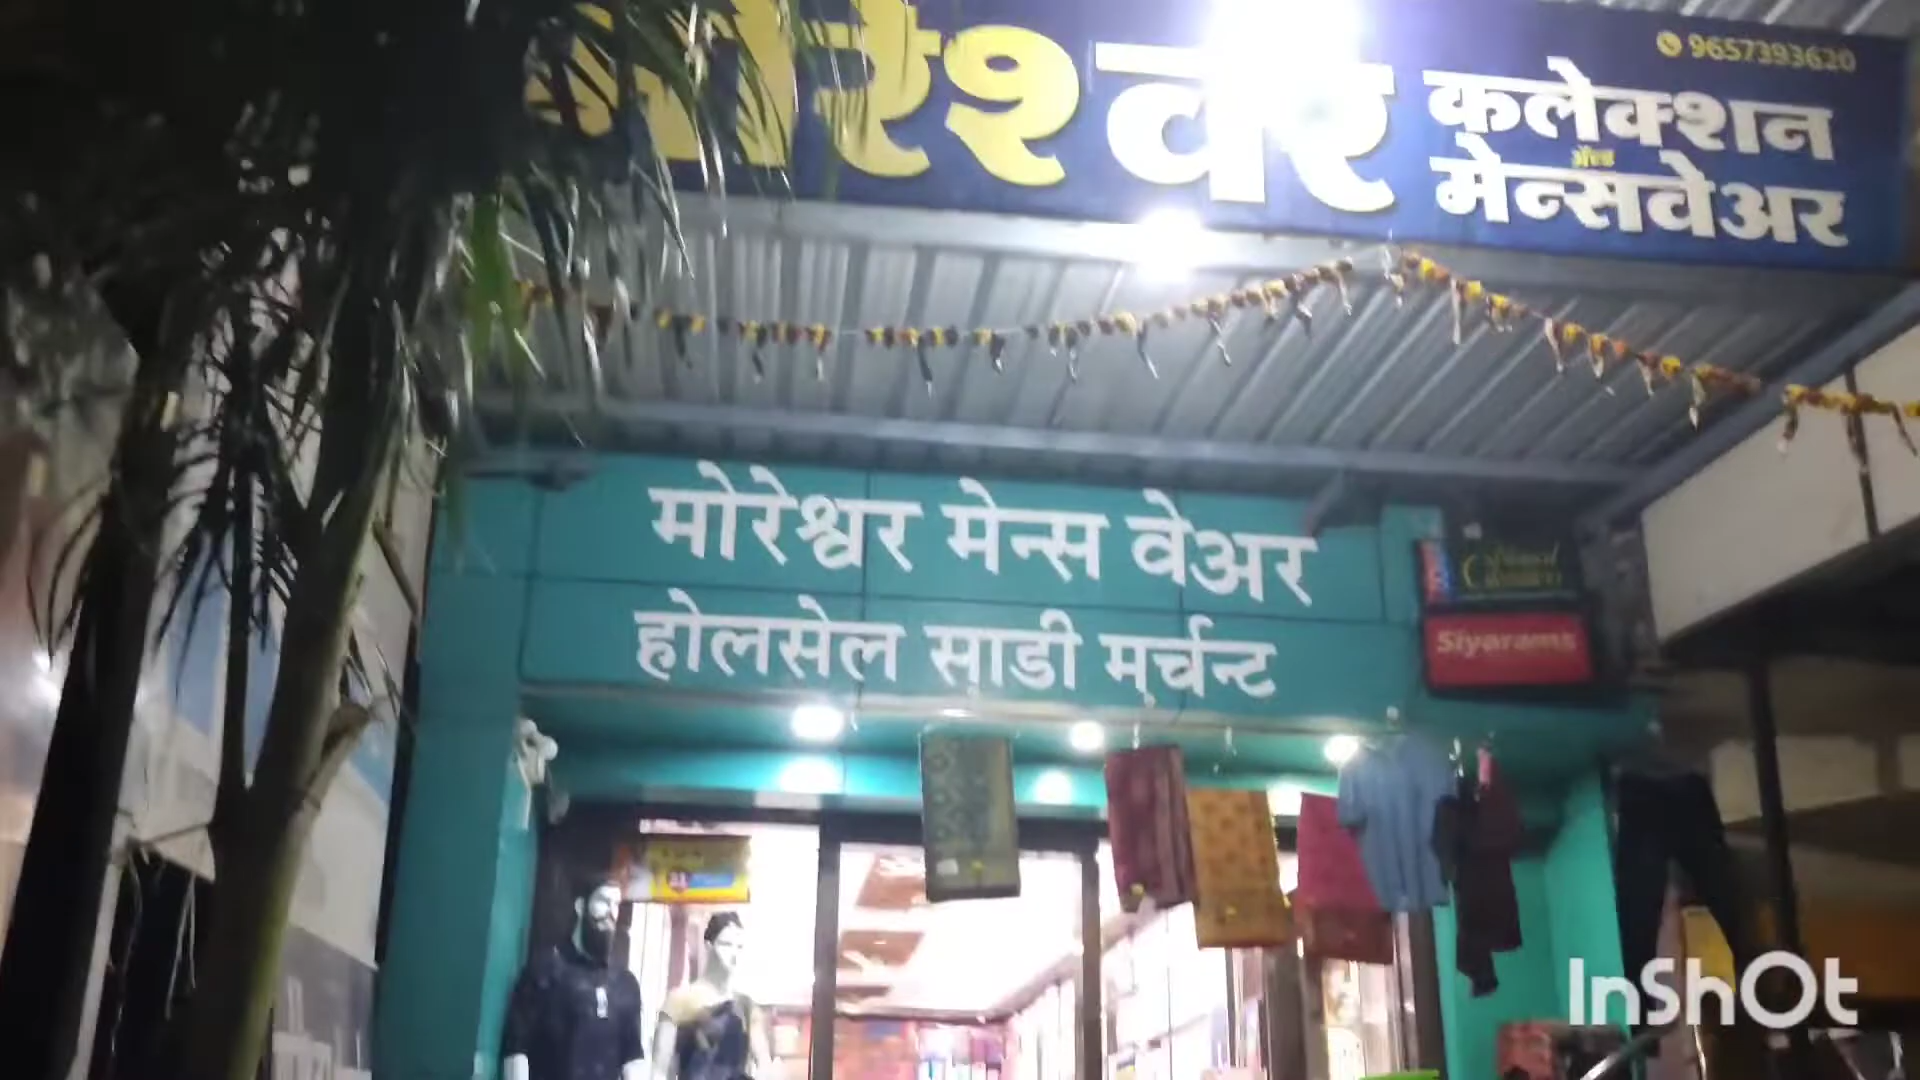 9657393620
रेश्वर कलेक्शन
ॲण्ड
मेन्सवेअर
मोरेश्वर मेन्स वेअर
होलसेल साडी मर्चन्ट
Siyarams
InShOt